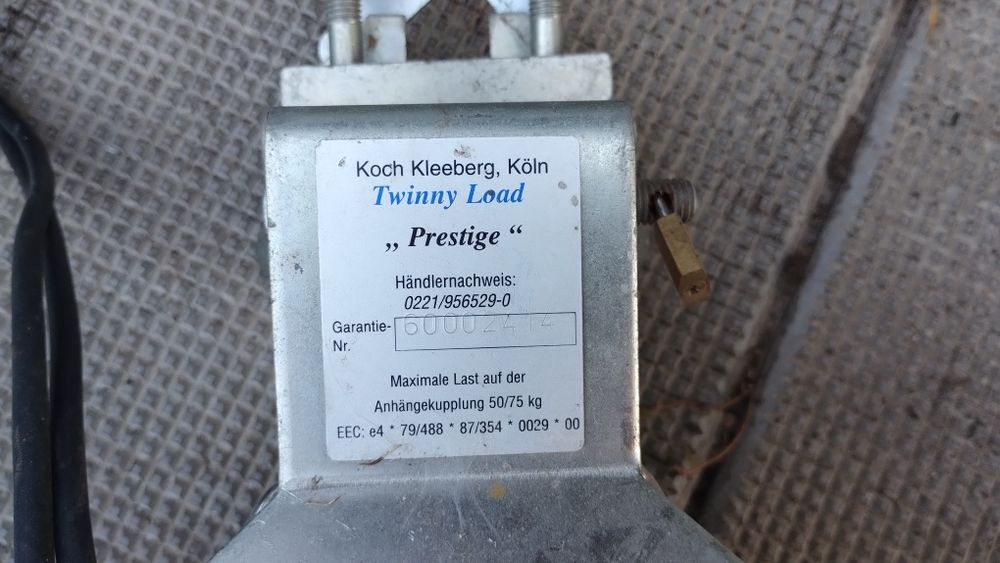 Koch Kleeberg, Köln
Twinny Load
„ Prestige “
Händlernachweis:
0221/956529-0
Garantie-
Nr. 60002414
Maximale Last auf der
Anhängekupplung 50/75 kg
EEC: e4 * 79/488 * 87/354 * 0029 * 00